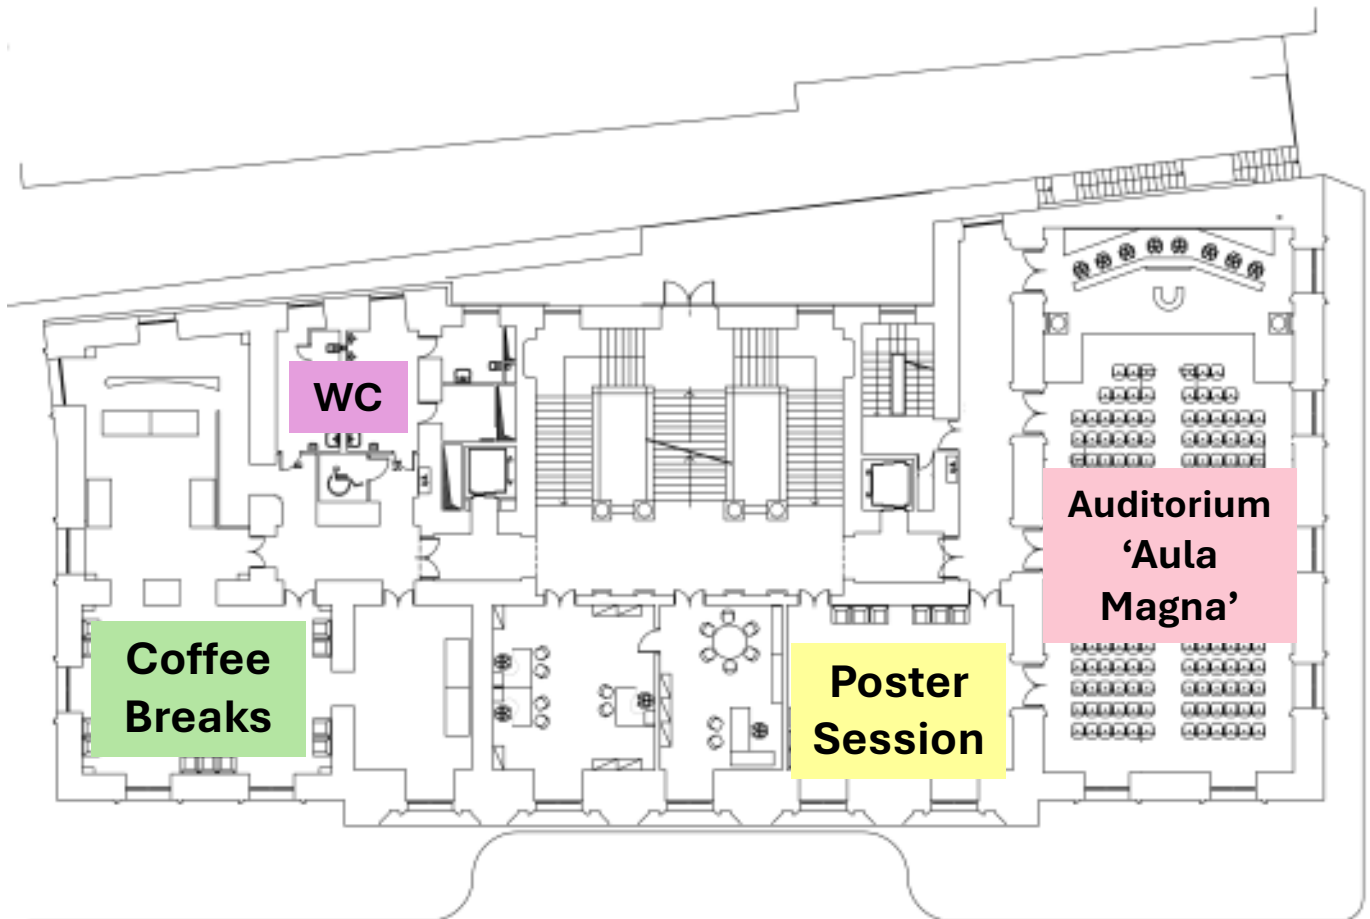 WC
Auditorium
‘Aula
Magna’
Coffee
Breaks
Poster
Session